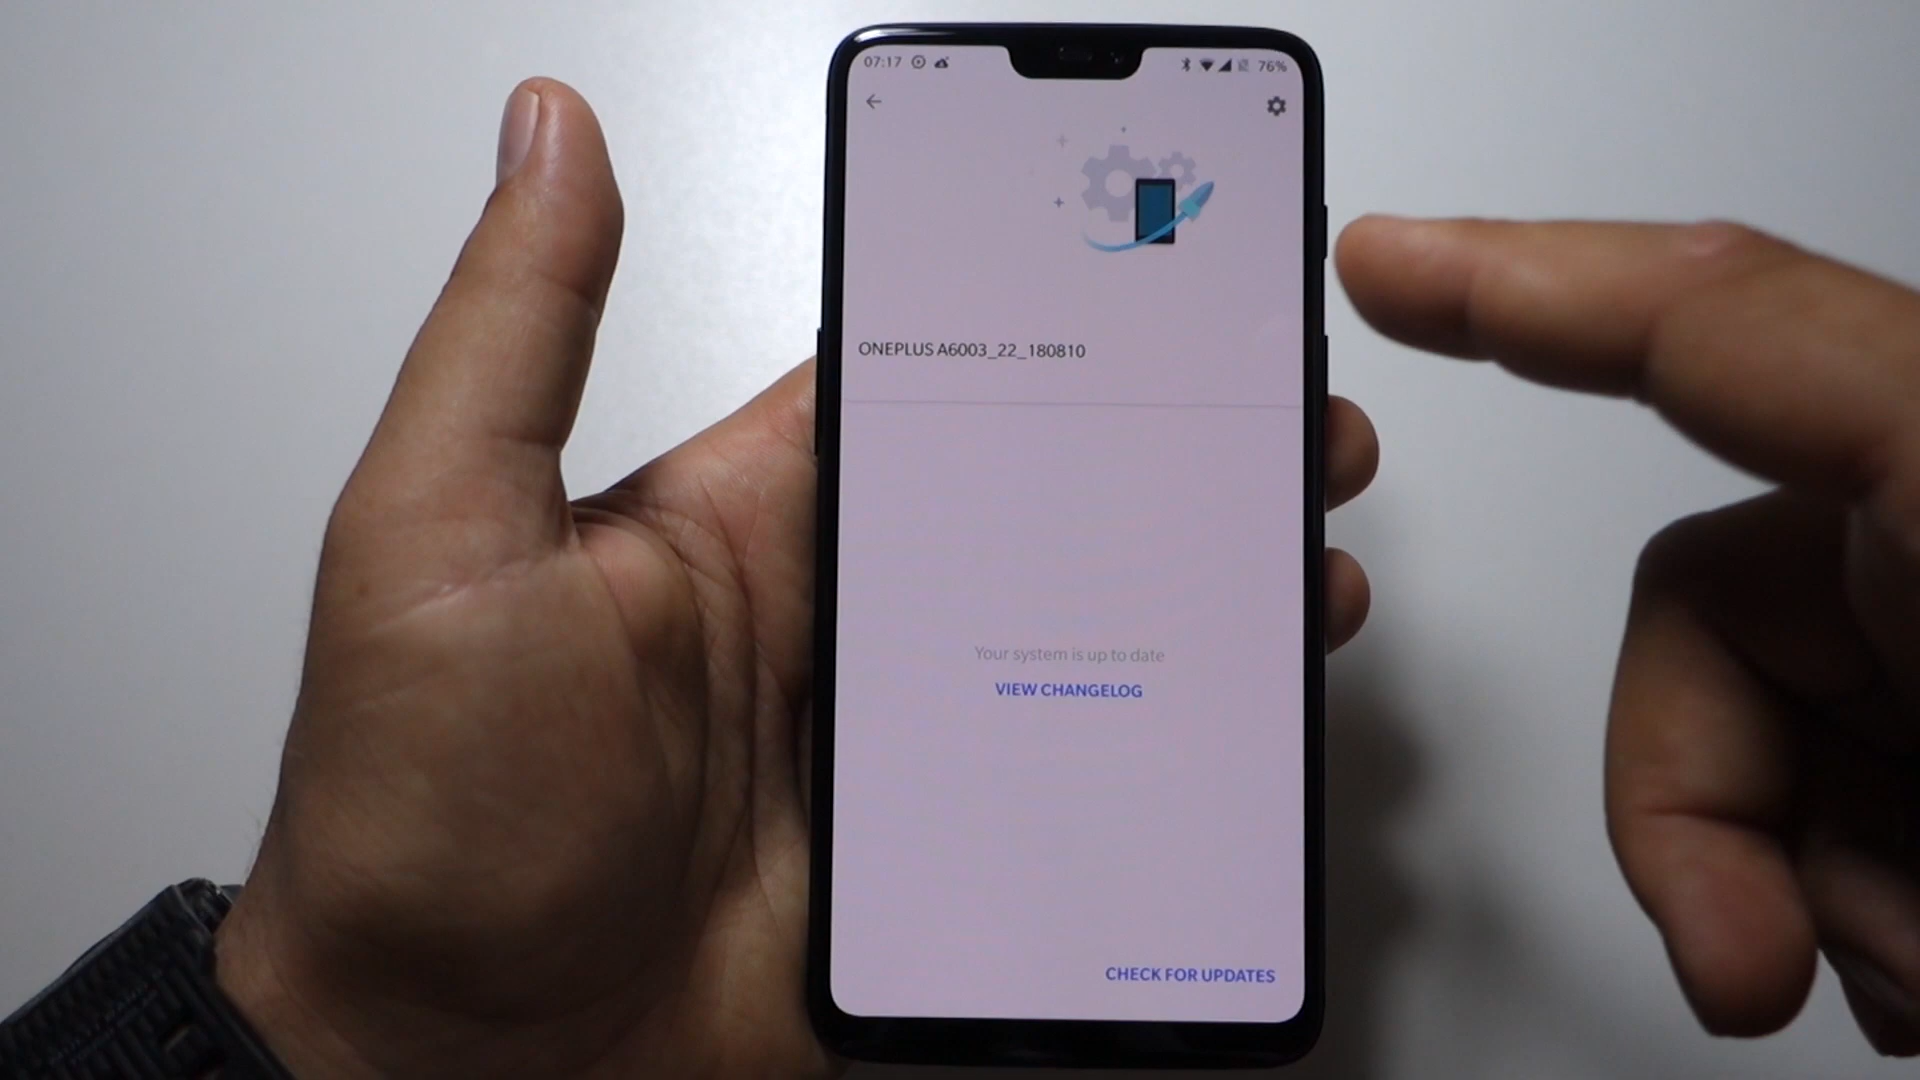 07:17 76%
ONEPLUS A6003_22_180810
Your system is up to date
VIEW CHANGELOG
CHECK FOR UPDATES